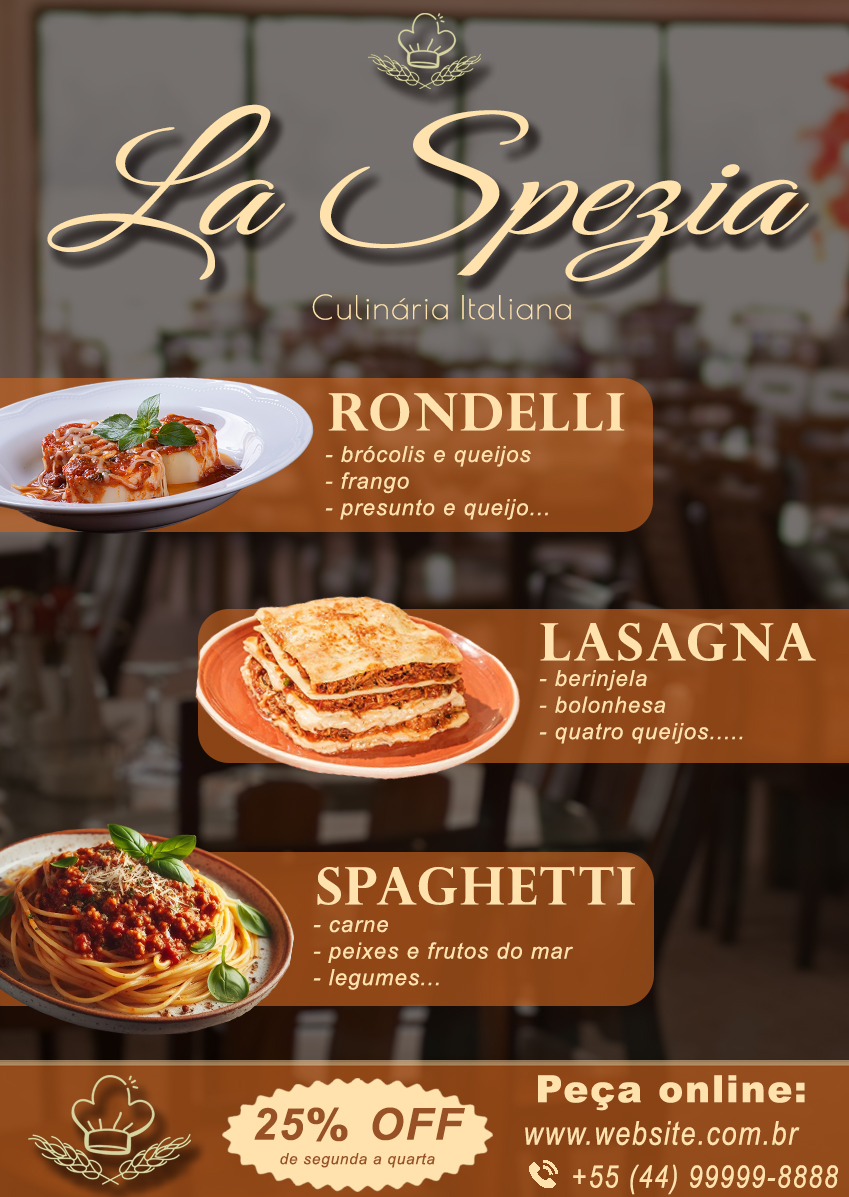 La Spezia
Culinária Italiana
RONDELLI
- brócolis e queijos
- frango
- presunto e queijo...
LASAGNA
- berinjela
- bolonhesa
- quatro queijos.....
SPAGHETTI
- carne
- peixes e frutos do mar
- legumes...
25% OFF
de segunda a quarta
Peça online:
www.website.com.br
+55 (44) 99999-8888